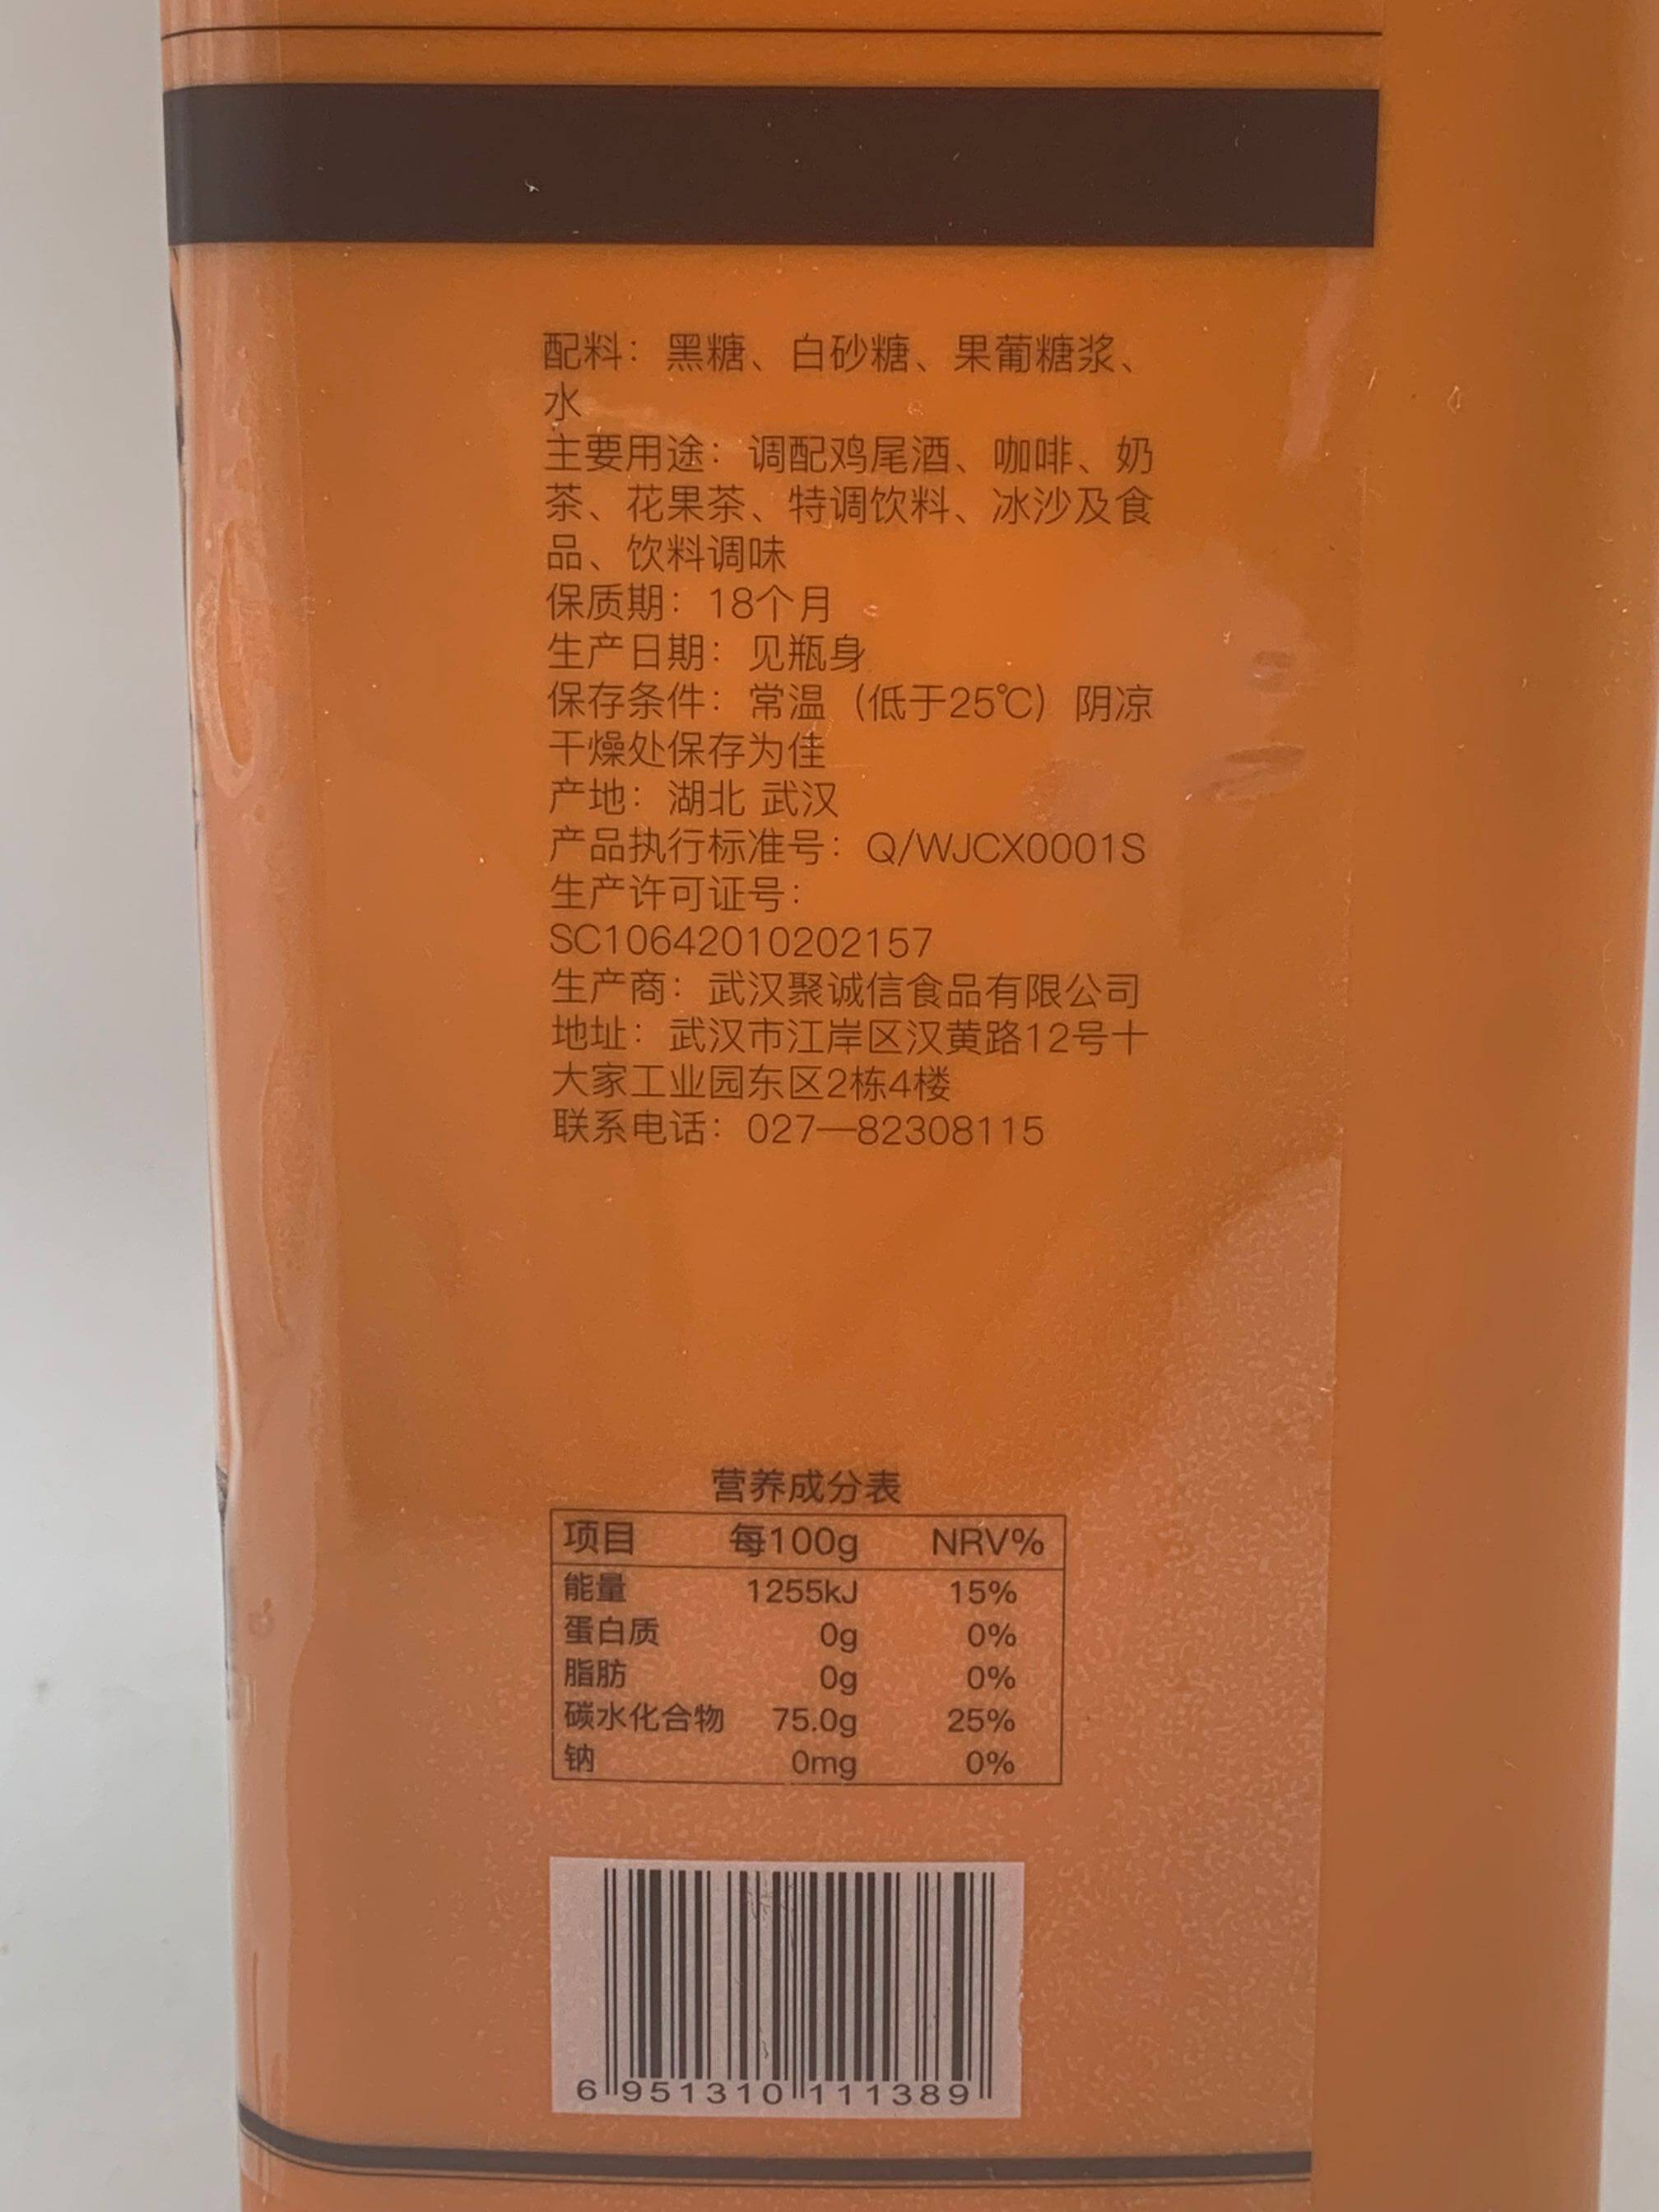 配料：黑糖、白砂糖、果葡糖浆、
水
主要用途：调配鸡尾酒、咖啡、奶
茶、花果茶、特调饮料、冰沙及食
品、饮料调味
保质期：18个月
生产日期：见瓶身
保存条件：常温（低于25℃）阴凉
干燥处保存为佳
产地：湖北 武汉
产品执行标准号：Q/WJCX0001S
生产许可证号：
SC10642010202157
生产商：武汉聚诚信食品有限公司
地址：武汉市江岸区汉黄路12号十
大家工业园东区2栋4楼
联系电话：027—82308115
营养成分表
项目 每100g NRV%
能量 1255kJ 15%
蛋白质 0g 0%
脂肪 0g 0%
碳水化合物 75.0g 25%
钠 0mg 0%
6 951310 111389